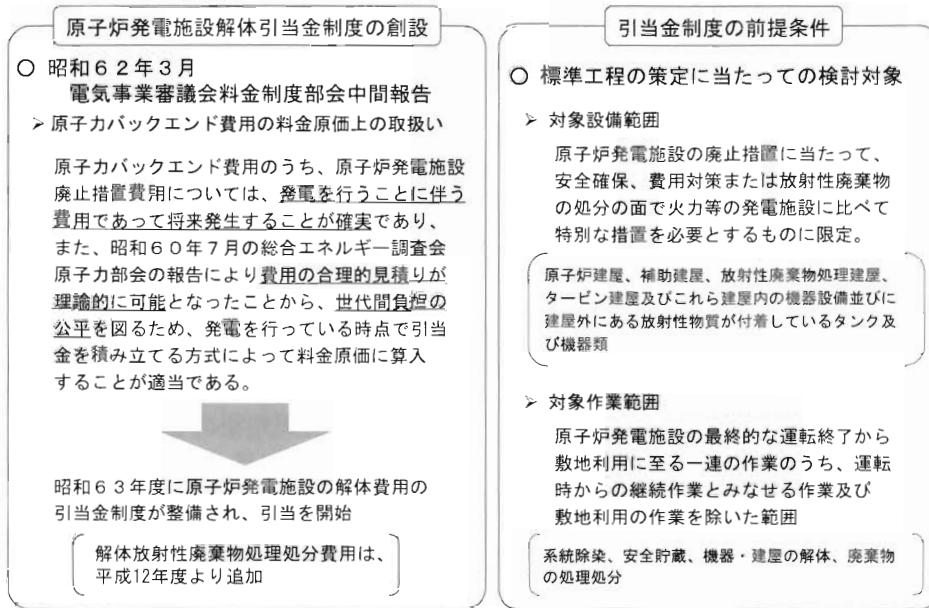 原子炉発電施設解体引当金制度の創設
○ 昭和６２年３月
電気事業審議会料金制度部会中間報告
➢ 原子力バックエンド費用の料金原価上の取扱い
原子力バックエンド費用のうち、原子炉発電施設
廃止措置費用については、発電を行うことに伴う
費用であって将来発生することが確実であり、
また、昭和６０年７月の総合エネルギー調査会
原子力部会の報告により費用の合理的見積りが
理論的に可能となったことから、世代間負担の
公平を図るため、発電を行っている時点で引当
金を積み立てる方式によって料金原価に算入
することが適当である。
昭和６３年度に原子炉発電施設の解体費用の
引当金制度が整備され、引当を開始
解体放射性廃棄物処理処分費用は、
平成12年度より追加
引当金制度の前提条件
○ 標準工程の策定に当たっての検討対象
➢ 対象設備範囲
原子炉発電施設の廃止措置に当たって、
安全確保、費用対策または放射性廃棄物
の処分の面で火力等の発電施設に比べて
特別な措置を必要とするものに限定。
原子炉建屋、補助建屋、放射性廃棄物処理建屋、
タービン建屋及びこれら建屋内の機器設備並びに
建屋外にある放射性物質が付着しているタンク及
び機器類
➢ 対象作業範囲
原子炉発電施設の最終的な運転終了から
敷地利用に至る一連の作業のうち、運転
時からの継続作業とみなせる作業及び
敷地利用の作業を除いた範囲
系統除染、安全貯蔵、機器・建屋の解体、廃棄物
の処理処分